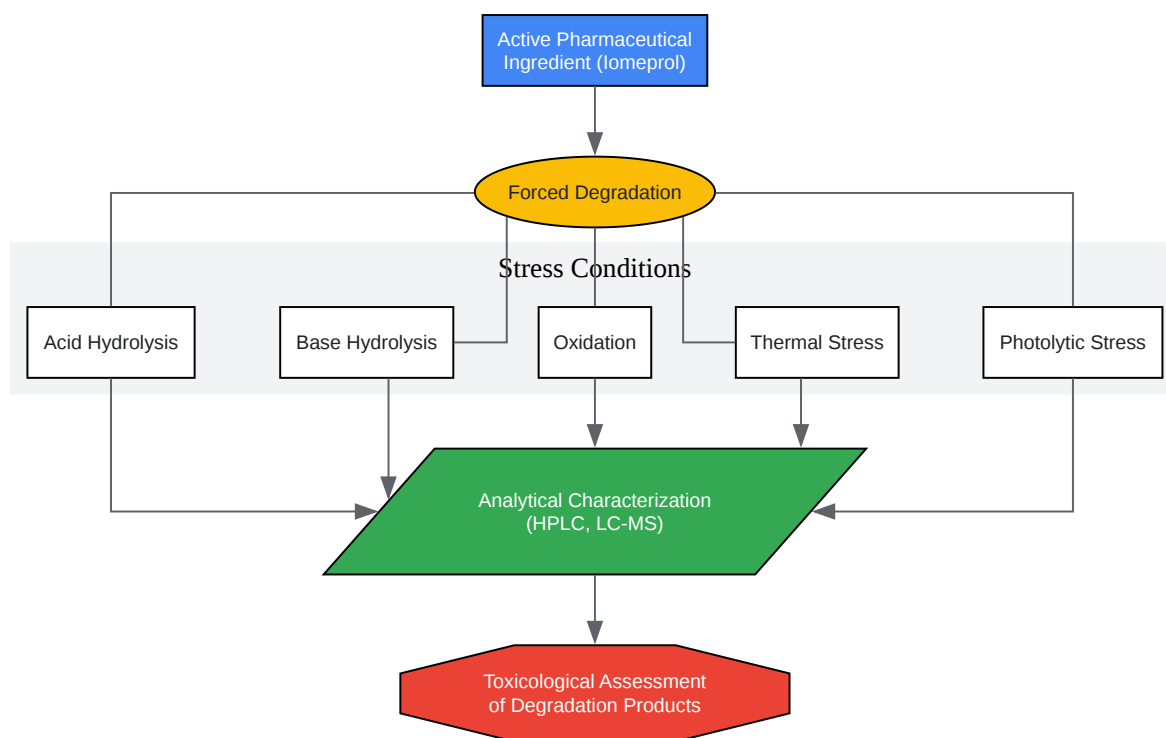 Active Pharmaceutical
Ingredient (Iomeprol)
Forced Degradation
Stress Conditions
Acid Hydrolysis
Base Hydrolysis
Oxidation
Thermal Stress
Photolytic Stress
Analytical Characterization
(HPLC, LC-MS)
Toxicological Assessment
of Degradation Products